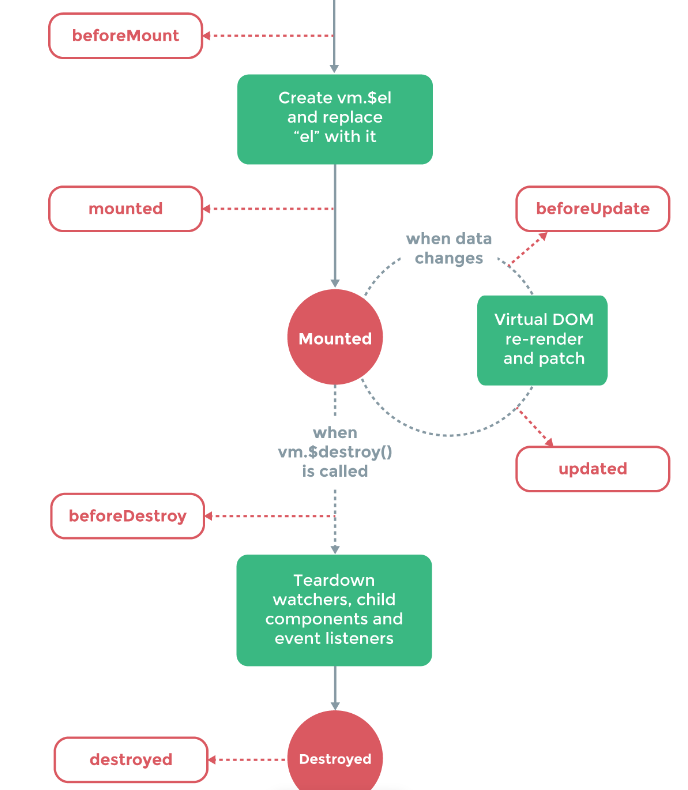 beforeMount
Create vm.$el
and replace
“el” with it
mounted
beforeUpdate
when data
changes
Virtual DOM
re-render
and patch
Mounted
when
vm.$destroy()
is called
updated
beforeDestroy
Teardown
watchers, child
components and
event listeners
destroyed
Destroyed